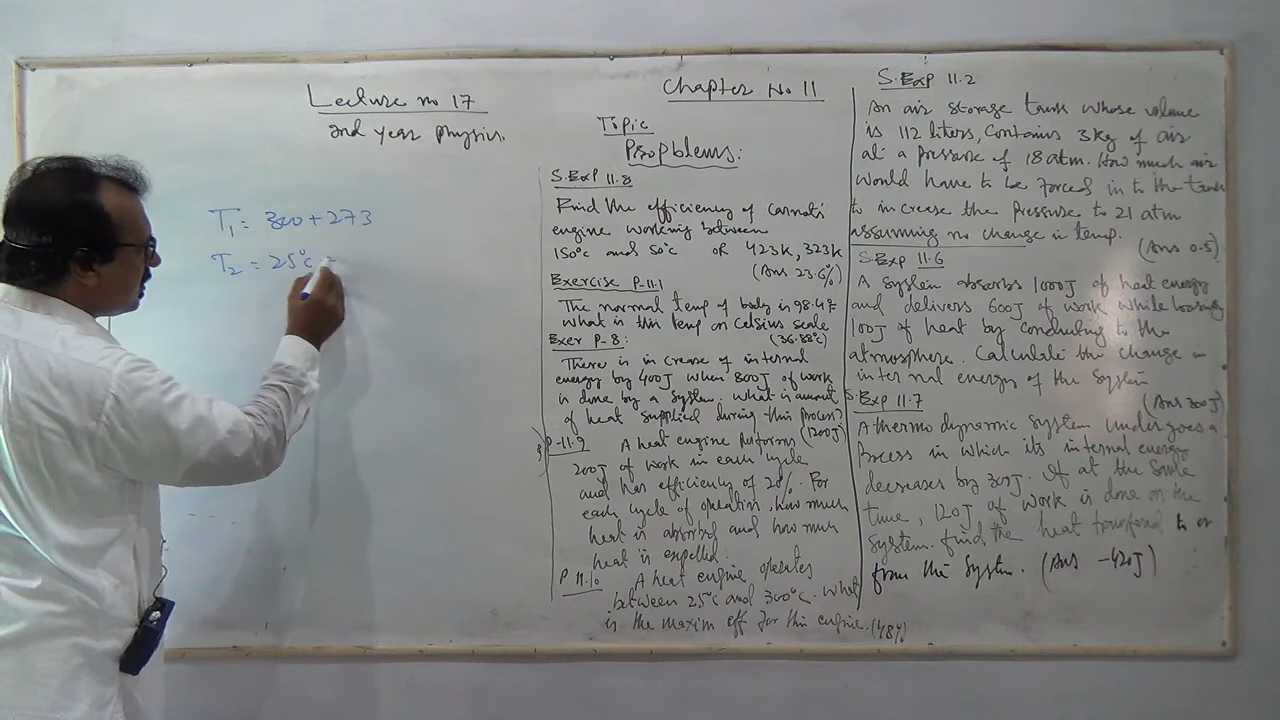 Lecture no 17
2nd year physics.
T₁ = 300 + 273
T₂ = 25°c =
Chapter No 11
Topic
Proplems:
S.Exp 11.8
Find the efficiency of carnot's
engine working between
150°c and 50°c or 423k, 323k
(Ans 23.6%)
Exercise P-11.1
The normal temp of body is 98.4F
what is this temp on Celsius scale
(36.88°c)
Exer P-8:
There is in crease of internal
energy by 400J when 800J of work
is done by a system. what is amount
of heat supplied during this process?
(1200J)
P-11.9 A heat engine performs
200J of work in each cycle
and has efficiency of 20%. For
each cycle of operation, how much
heat is absorbed and how much
heat is expelled.
P 11.10 A heat engine operates
between 25°c and 300°c. what
is the maxim eff for this engine. (48%)
S.Exp 11.2
An air storage tank whose volume
is 112 liters, Contains 3kg of air
at a pressure of 18 atm. How much air
would have to be forced in to the tank
to increase the pressure to 21 atm
assuming no change in temp.
(Ans 0.5)
S.Exp 11.6
A system absorbs 1000J of heat energy
and delivers 600J of work while loosing
100J of heat by conducting to the
atmosphere. Calculate the change in
internal energy of the system
(Ans 300J)
S.Exp 11.7
A thermo dynamic system undergoes a
Process in which its internal energy
decreases by 300J. If at the same
time, 120J of work is done on the
system. find the heat transferred to or
from the system. (Ans -420J)